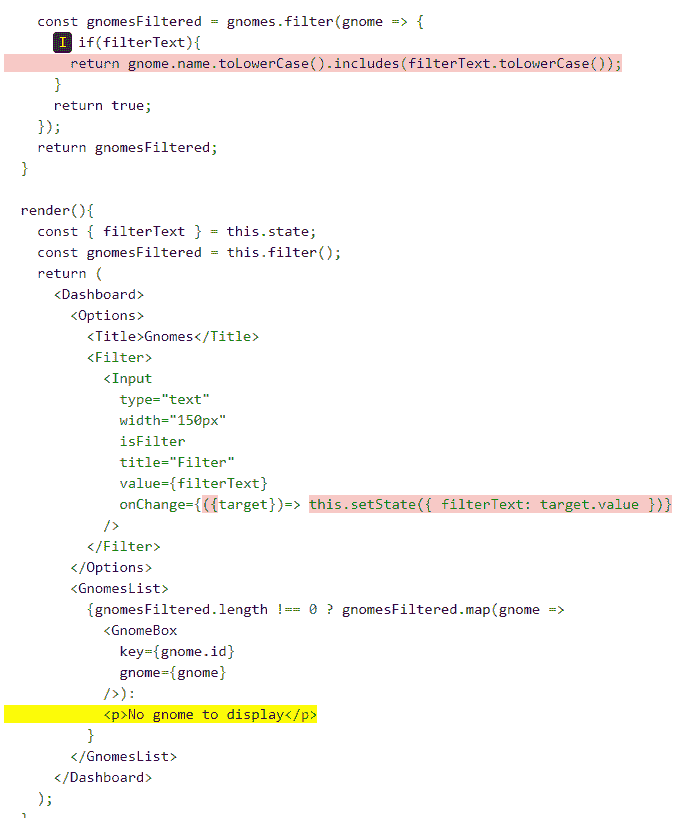 const gnomesFiltered = gnomes.filter(gnome => {
I if(filterText){
return gnome.name.toLowerCase().includes(filterText.toLowerCase());
}
return true;
});
return gnomesFiltered;
}
render(){
const { filterText } = this.state;
const gnomesFiltered = this.filter();
return (
<Dashboard>
<Options>
<Title>Gnomes</Title>
<Filter>
<Input
type="text"
width="150px"
isFilter
title="Filter"
value={filterText}
onChange={({target})=> this.setState({ filterText: target.value })}
/>
</Filter>
</Options>
<GnomesList>
{gnomesFiltered.length !== 0 ? gnomesFiltered.map(gnome =>
<GnomeBox
key={gnome.id}
gnome={gnome}
/>):
<p>No gnome to display</p>
}
</GnomesList>
</Dashboard>
);